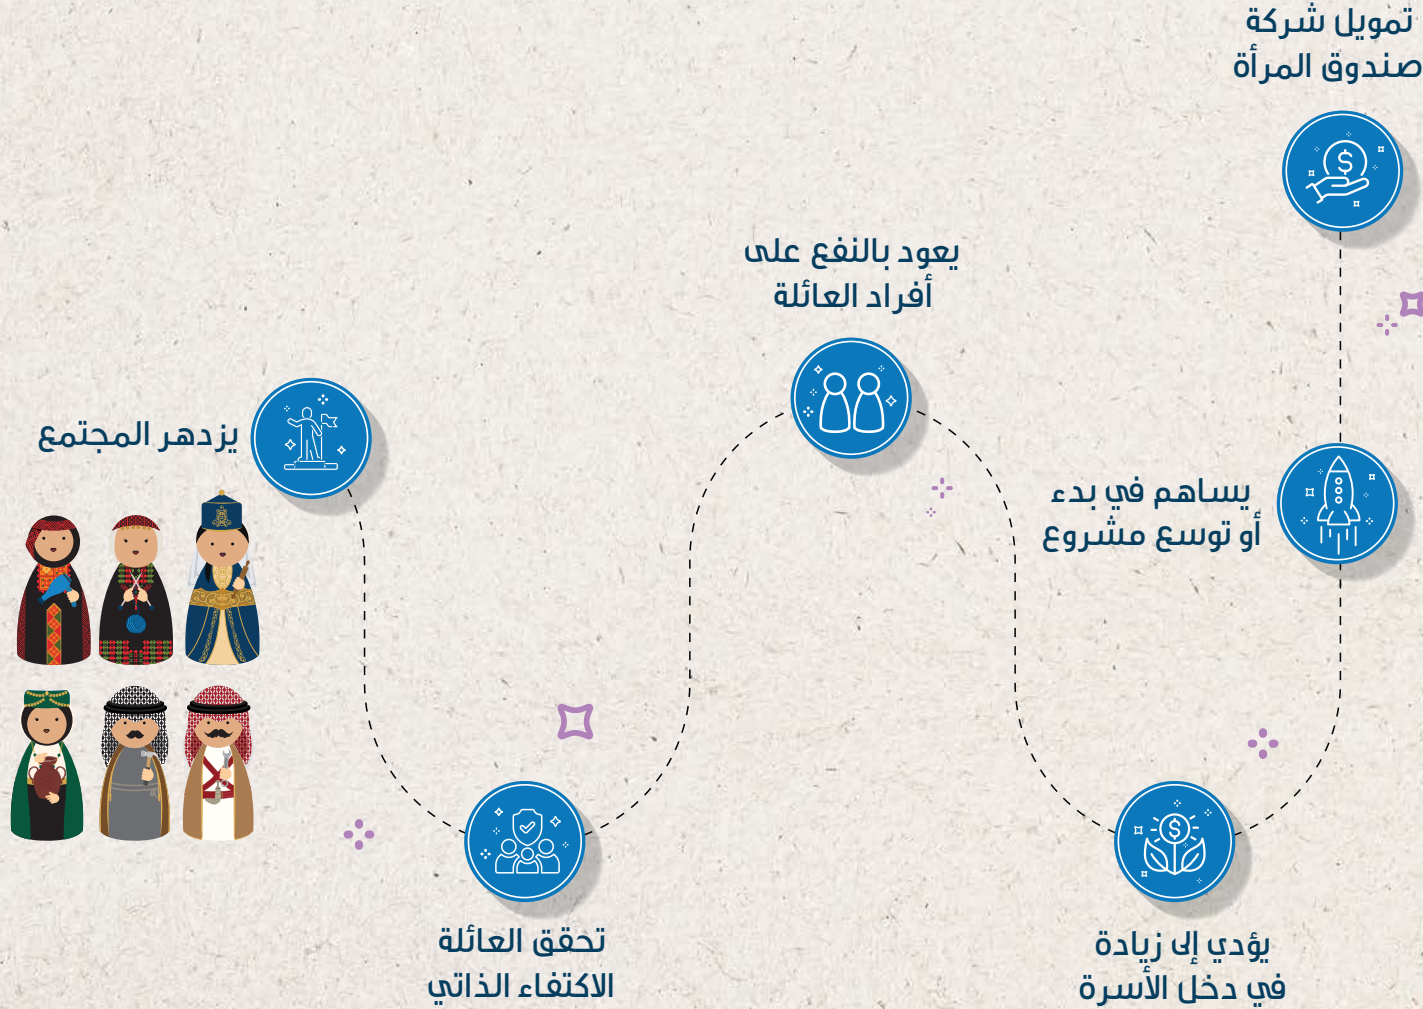 تمويل شركة
صندوق المرأة
يساهم في بدء
أو توسع مشروع
يؤدي إلى زيادة
في دخل الأسرة
يعود بالنفع على
أفراد العائلة
تحقق العائلة
الاكتفاء الذاتي
يزدهر المجتمع